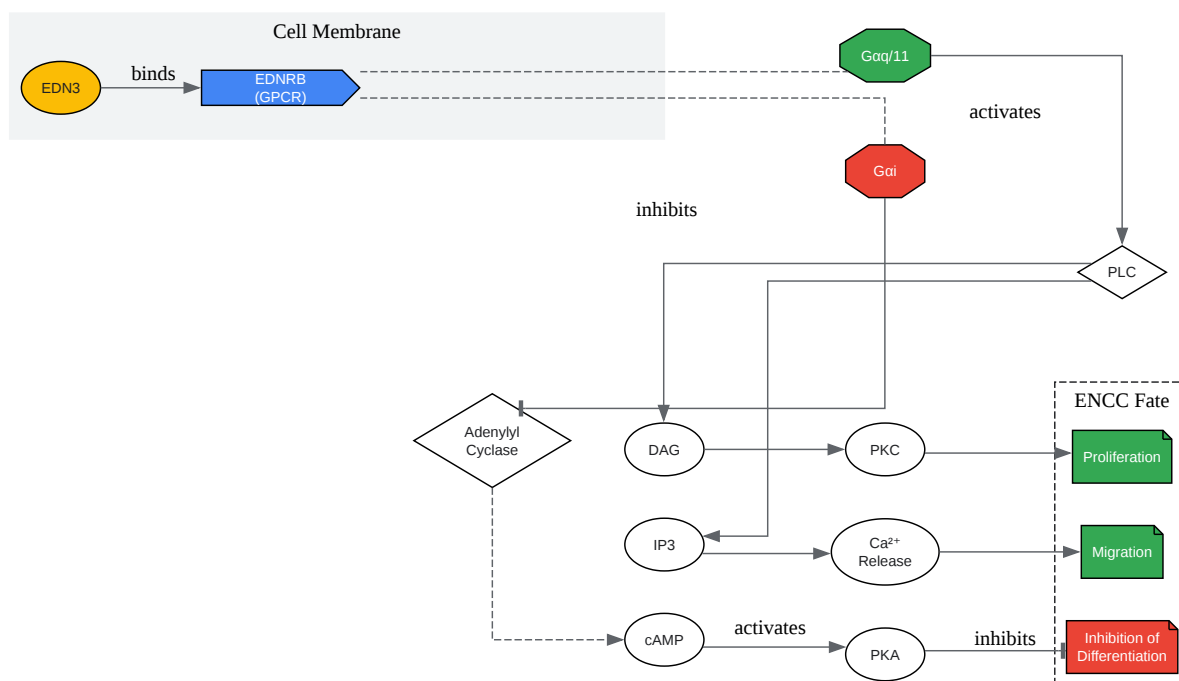 Cell Membrane
EDN3
binds
EDNRB
(GPCR)
Gαq/11
activates
Gαi
inhibits
PLC
Adenylyl
Cyclase
DAG
PKC
ENCC Fate
Proliferation
IP3
Ca²⁺
Release
Migration
cAMP
activates
PKA
inhibits
Inhibition of
Differentiation